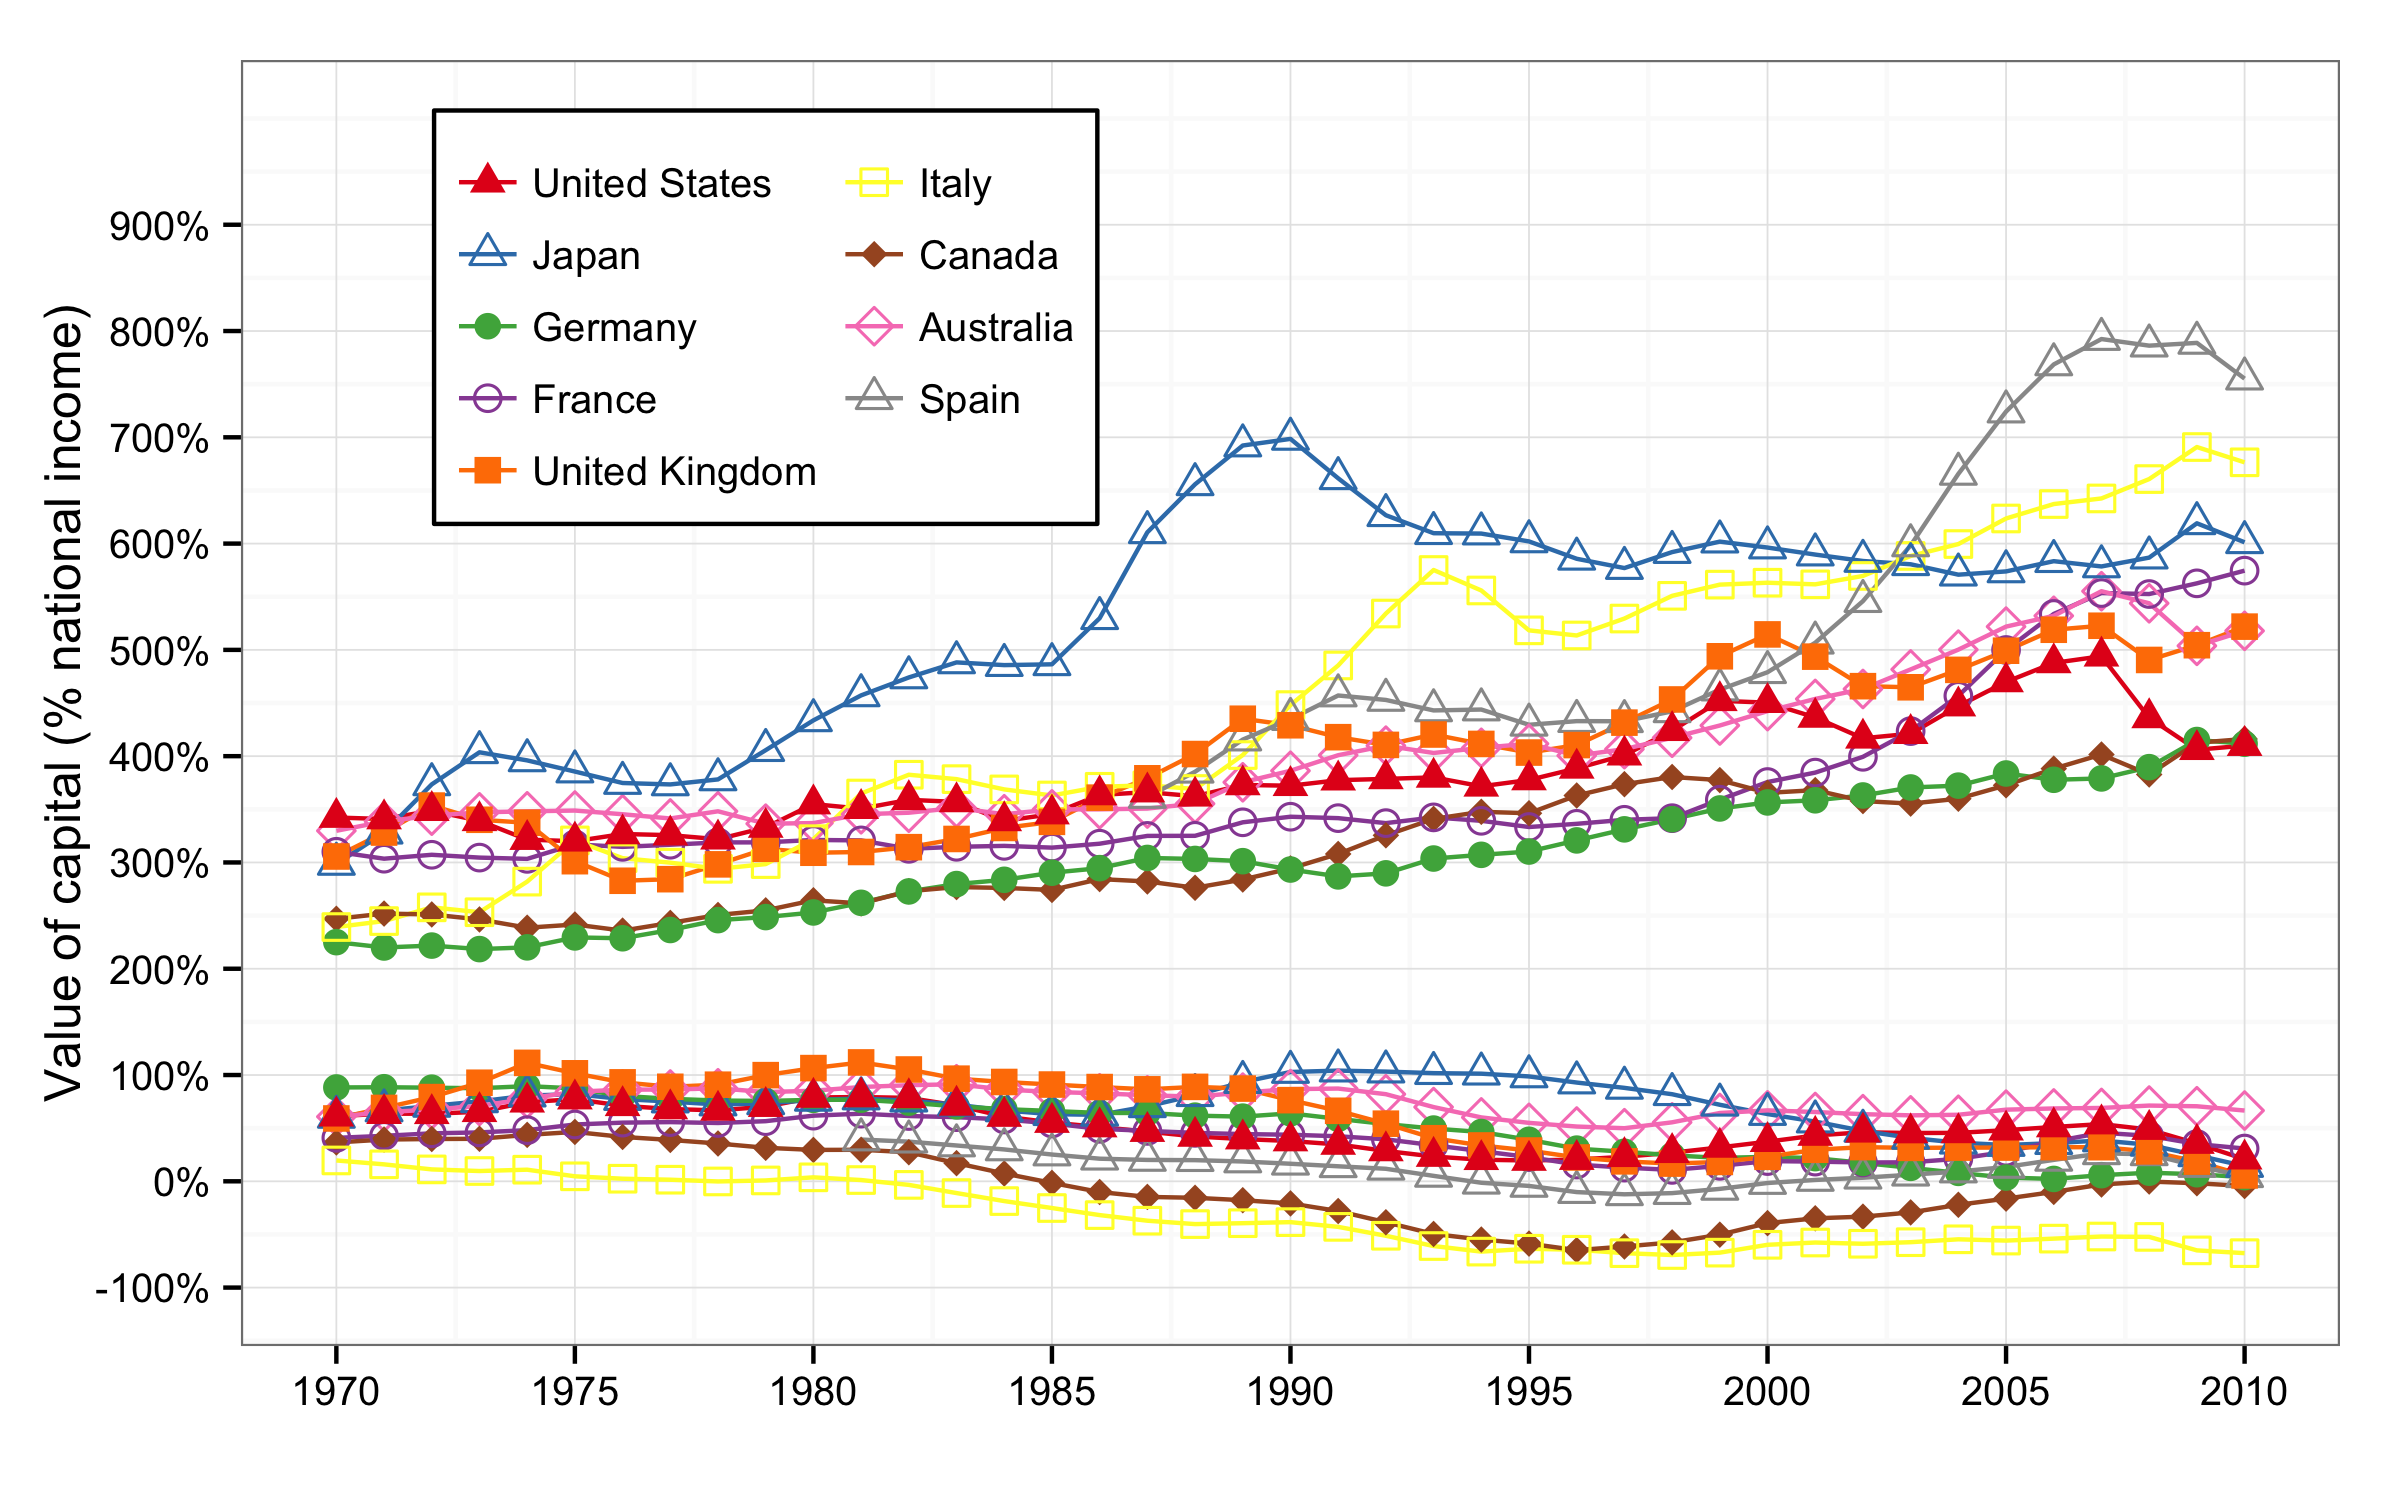 Value of capital (% national income)
900%
800%
700%
600%
500%
400%
300%
200%
100%
0%
-100%
United States
Japan
Germany
France
United Kingdom
Italy
Canada
Australia
Spain
1970 1975 1980 1985 1990 1995 2000 2005 2010